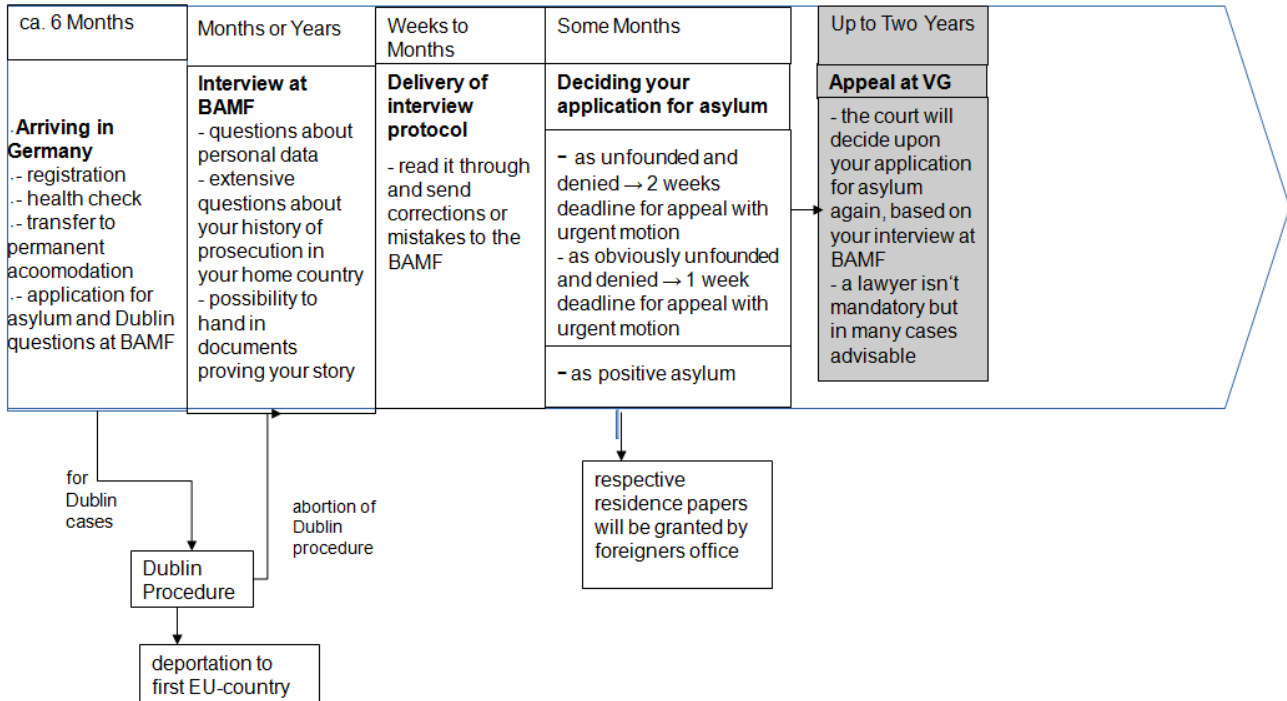 ca. 6 Months
Arriving in
Germany
- registration
- health check
- transfer to
permanent
acoomodation
- application for
asylum and Dublin
questions at BAMF
Months or Years
Interview at
BAMF
- questions about
personal data
- extensive
questions about
your history of
prosecution in
your home country
- possibility to
hand in
documents
proving your story
Weeks to
Months
Delivery of
interview
protocol
- read it through
and send
corrections or
mistakes to the
BAMF
Some Months
Deciding your
application for asylum
- as unfounded and
denied → 2 weeks
deadline for appeal with
urgent motion
- as obviously unfounded
and denied → 1 week
deadline for appeal with
urgent motion
- as positive asylum
Up to Two Years
Appeal at VG
- the court will
decide upon
your application
for asylum
again, based on
your interview at
BAMF
- a lawyer isn‘t
mandatory but
in many cases
advisable
for
Dublin
cases
abortion of
Dublin
procedure
Dublin
Procedure
deportation to
first EU-country
respective
residence papers
will be granted by
foreigners office